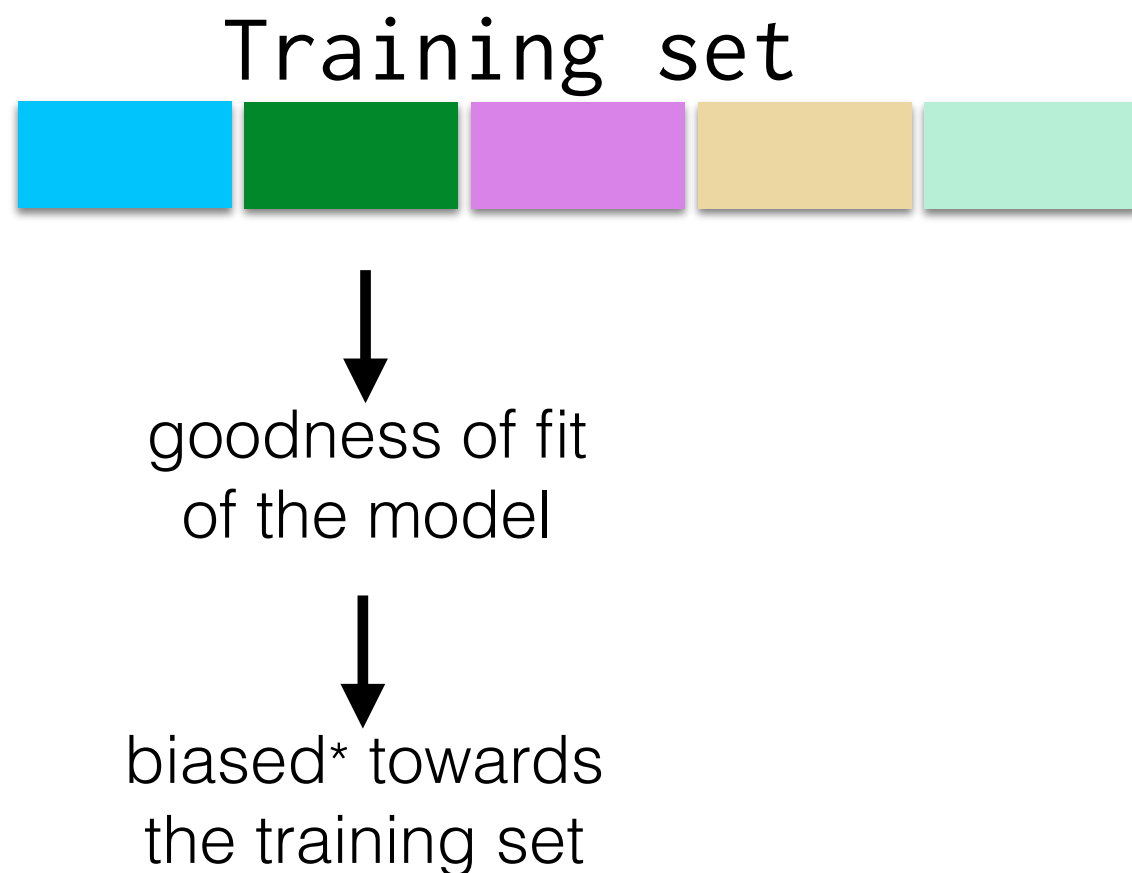 Training set
goodness of fit
of the model
biased* towards
the training set